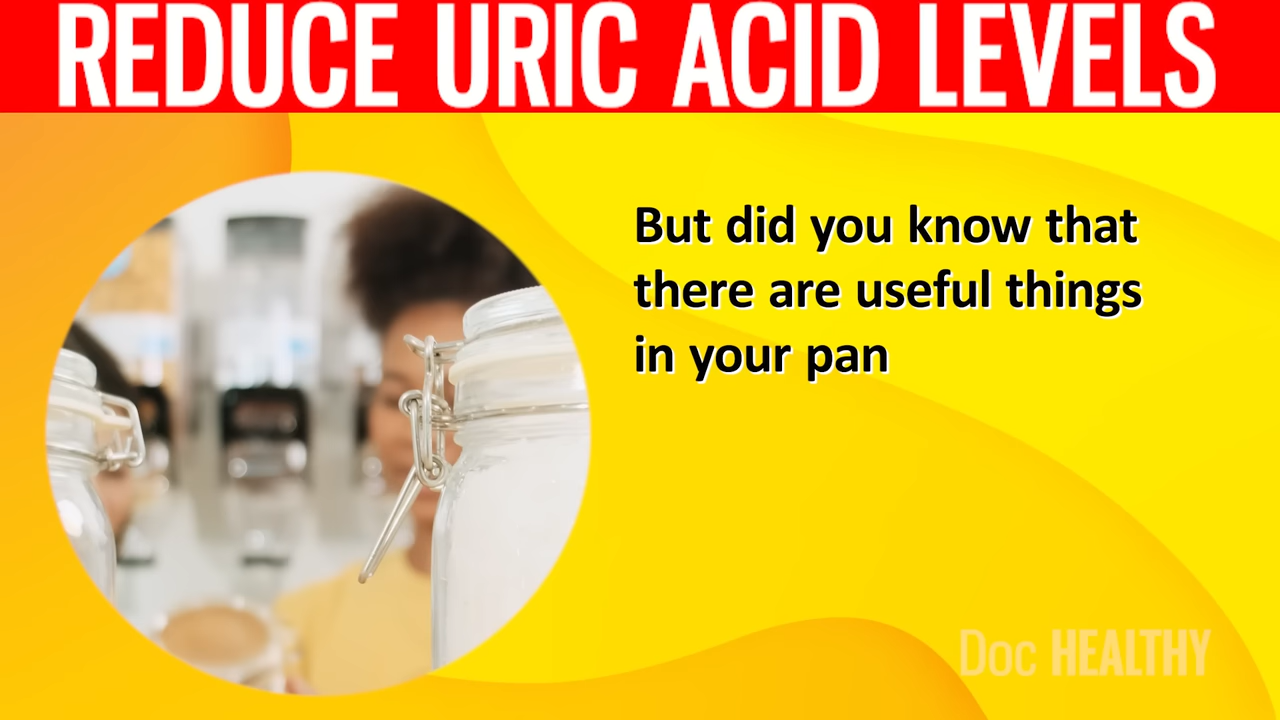 REDUCE URIC ACID LEVELS
But did you know that
there are useful things
in your pan
Doc HEALTHY